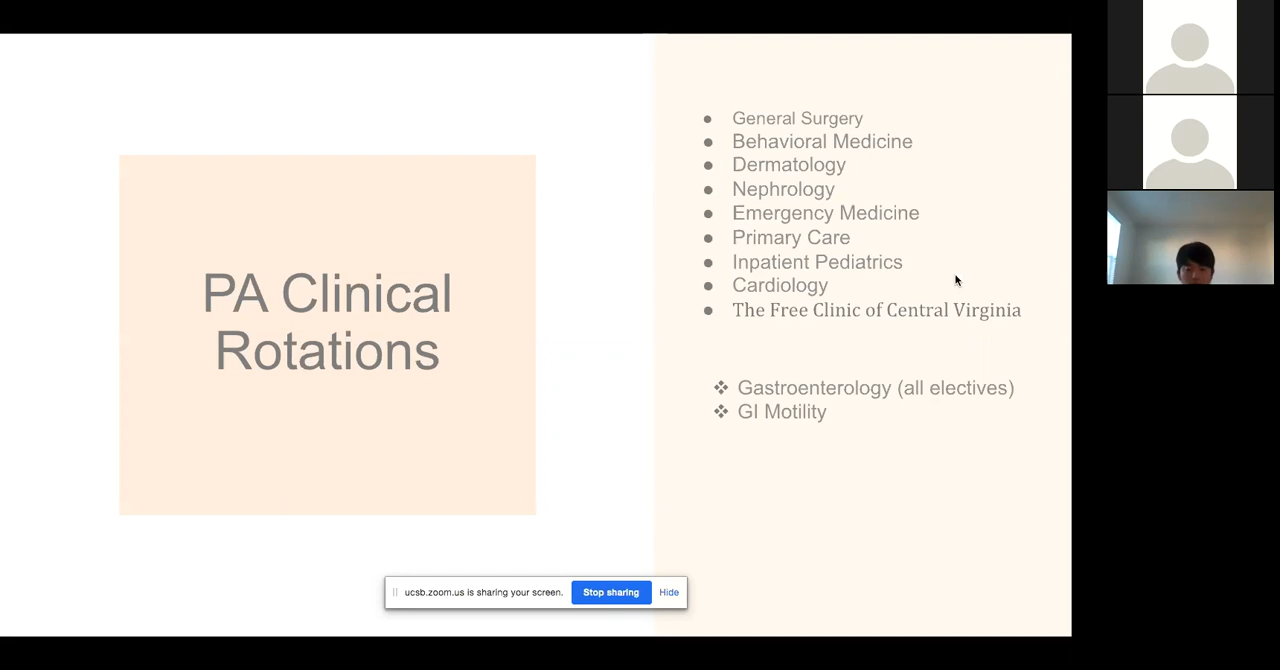 PA Clinical
Rotations
● General Surgery
● Behavioral Medicine
● Dermatology
● Nephrology
● Emergency Medicine
● Primary Care
● Inpatient Pediatrics
● Cardiology
● The Free Clinic of Central Virginia
❖ Gastroenterology (all electives)
❖ GI Motility
ucsb.zoom.us is sharing your screen. Stop sharing Hide